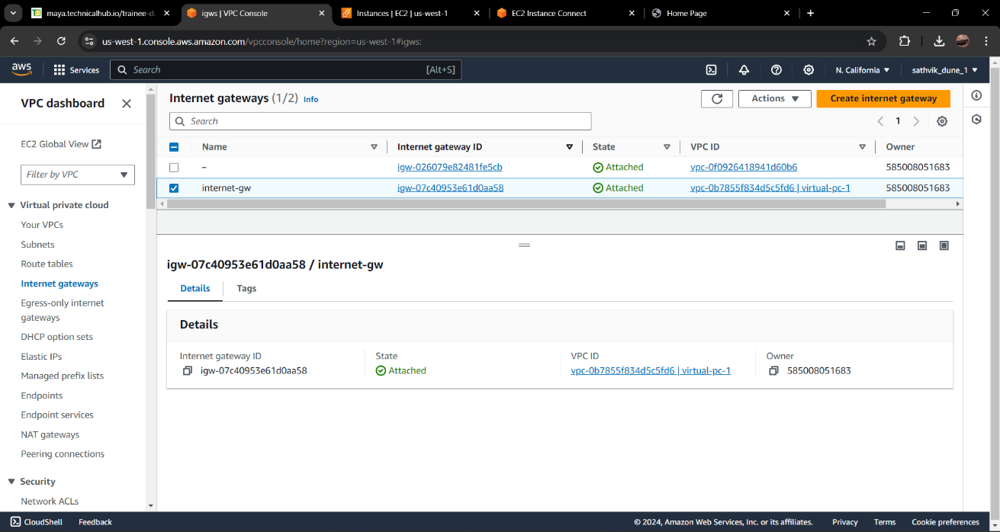 maya.technicalhub.io/trainee-da
igws | VPC Console
Instances | EC2 | us-west-1
EC2 Instance Connect
Home Page
us-west-1.console.aws.amazon.com/vpcconsole/home?region=us-west-1#igws:
aws
Services
Search
[Alt+S]
N. California
sathvik_dune_1
VPC dashboard
EC2 Global View
Filter by VPC
Virtual private cloud
Your VPCs
Subnets
Route tables
Internet gateways
Egress-only internet
gateways
DHCP option sets
Elastic IPs
Managed prefix lists
Endpoints
Endpoint services
NAT gateways
Peering connections
Security
Network ACLs
Internet gateways (1/2) Info
Actions
Create internet gateway
Search
1
Name Internet gateway ID State VPC ID Owner
– igw-026079e82481fe5cb Attached vpc-0f0926418941d60b6 585008051683
internet-gw igw-07c40953e61d0aa58 Attached vpc-0b7855f834d5c5fd6 | virtual-pc-1 585008051683
igw-07c40953e61d0aa58 / internet-gw
Details Tags
Details
Internet gateway ID State VPC ID Owner
igw-07c40953e61d0aa58 Attached vpc-0b7855f834d5c5fd6 | virtual-pc-1 585008051683
CloudShell Feedback © 2024, Amazon Web Services, Inc. or its affiliates. Privacy Terms Cookie preferences